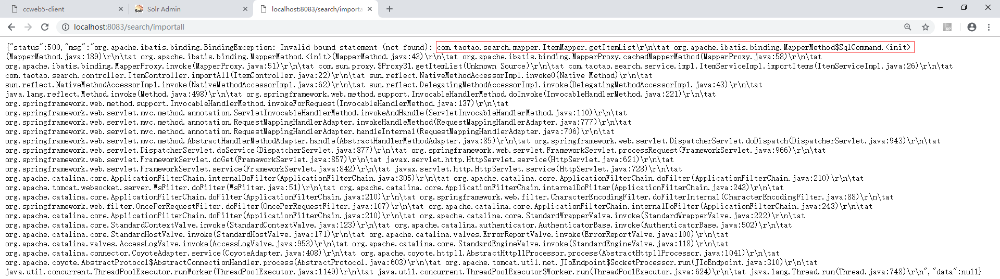 ccweb5-client
Solr Admin
localhost:8083/search/importa
localhost:8083/search/importall
{"status":500,"msg":"org.apache.ibatis.binding.BindingException: Invalid bound statement (not found): com.taotao.search.mapper.ItemMapper.getItemList\r\n\tat org.apache.ibatis.binding.MapperMethod$SqlCommand.<init>
(MapperMethod.java:189)\r\n\tat org.apache.ibatis.binding.MapperMethod.<init>(MapperMethod.java:43)\r\n\tat org.apache.ibatis.binding.MapperProxy.cachedMapperMethod(MapperProxy.java:58)\r\n\tat
org.apache.ibatis.binding.MapperProxy.invoke(MapperProxy.java:51)\r\n\tat com.sun.proxy.$Proxy31.getItemList(Unknown Source)\r\n\tat com.taotao.search.service.impl.ItemServiceImpl.importItems(ItemServiceImpl.java:26)\r\n\tat
com.taotao.search.controller.ItemController.importAll(ItemController.java:22)\r\n\tat sun.reflect.NativeMethodAccessorImpl.invoke0(Native Method)\r\n\tat
sun.reflect.NativeMethodAccessorImpl.invoke(NativeMethodAccessorImpl.java:62)\r\n\tat sun.reflect.DelegatingMethodAccessorImpl.invoke(DelegatingMethodAccessorImpl.java:43)\r\n\tat
java.lang.reflect.Method.invoke(Method.java:498)\r\n\tat org.springframework.web.method.support.InvocableHandlerMethod.doInvoke(InvocableHandlerMethod.java:221)\r\n\tat
org.springframework.web.method.support.InvocableHandlerMethod.invokeForRequest(InvocableHandlerMethod.java:137)\r\n\tat
org.springframework.web.servlet.mvc.method.annotation.ServletInvocableHandlerMethod.invokeAndHandle(ServletInvocableHandlerMethod.java:110)\r\n\tat
org.springframework.web.servlet.mvc.method.annotation.RequestMappingHandlerAdapter.invokeHandleMethod(RequestMappingHandlerAdapter.java:777)\r\n\tat
org.springframework.web.servlet.mvc.method.annotation.RequestMappingHandlerAdapter.handleInternal(RequestMappingHandlerAdapter.java:706)\r\n\tat
org.springframework.web.servlet.mvc.method.AbstractHandlerMethodAdapter.handle(AbstractHandlerMethodAdapter.java:85)\r\n\tat org.springframework.web.servlet.DispatcherServlet.doDispatch(DispatcherServlet.java:943)\r\n\tat
org.springframework.web.servlet.DispatcherServlet.doService(DispatcherServlet.java:877)\r\n\tat org.springframework.web.servlet.FrameworkServlet.processRequest(FrameworkServlet.java:966)\r\n\tat
org.springframework.web.servlet.FrameworkServlet.doGet(FrameworkServlet.java:857)\r\n\tat javax.servlet.http.HttpServlet.service(HttpServlet.java:621)\r\n\tat
org.springframework.web.servlet.FrameworkServlet.service(FrameworkServlet.java:842)\r\n\tat javax.servlet.http.HttpServlet.service(HttpServlet.java:728)\r\n\tat
org.apache.catalina.core.ApplicationFilterChain.internalDoFilter(ApplicationFilterChain.java:305)\r\n\tat org.apache.catalina.core.ApplicationFilterChain.doFilter(ApplicationFilterChain.java:210)\r\n\tat
org.apache.tomcat.websocket.server.WsFilter.doFilter(WsFilter.java:51)\r\n\tat org.apache.catalina.core.ApplicationFilterChain.internalDoFilter(ApplicationFilterChain.java:243)\r\n\tat
org.apache.catalina.core.ApplicationFilterChain.doFilter(ApplicationFilterChain.java:210)\r\n\tat org.springframework.web.filter.CharacterEncodingFilter.doFilterInternal(CharacterEncodingFilter.java:88)\r\n\tat
org.springframework.web.filter.OncePerRequestFilter.doFilter(OncePerRequestFilter.java:107)\r\n\tat org.apache.catalina.core.ApplicationFilterChain.internalDoFilter(ApplicationFilterChain.java:243)\r\n\tat
org.apache.catalina.core.ApplicationFilterChain.doFilter(ApplicationFilterChain.java:210)\r\n\tat org.apache.catalina.core.StandardWrapperValve.invoke(StandardWrapperValve.java:222)\r\n\tat
org.apache.catalina.core.StandardContextValve.invoke(StandardContextValve.java:123)\r\n\tat org.apache.catalina.authenticator.AuthenticatorBase.invoke(AuthenticatorBase.java:502)\r\n\tat
org.apache.catalina.core.StandardHostValve.invoke(StandardHostValve.java:171)\r\n\tat org.apache.catalina.valves.ErrorReportValve.invoke(ErrorReportValve.java:100)\r\n\tat
org.apache.catalina.valves.AccessLogValve.invoke(AccessLogValve.java:953)\r\n\tat org.apache.catalina.core.StandardEngineValve.invoke(StandardEngineValve.java:118)\r\n\tat
org.apache.catalina.connector.CoyoteAdapter.service(CoyoteAdapter.java:408)\r\n\tat org.apache.coyote.http11.AbstractHttp11Processor.process(AbstractHttp11Processor.java:1041)\r\n\tat
org.apache.coyote.AbstractProtocol$AbstractConnectionHandler.process(AbstractProtocol.java:603)\r\n\tat org.apache.tomcat.util.net.JIoEndpoint$SocketProcessor.run(JIoEndpoint.java:310)\r\n\tat
java.util.concurrent.ThreadPoolExecutor.runWorker(ThreadPoolExecutor.java:1149)\r\n\tat java.util.concurrent.ThreadPoolExecutor$Worker.run(ThreadPoolExecutor.java:624)\r\n\tat java.lang.Thread.run(Thread.java:748)\r\n","data":null}